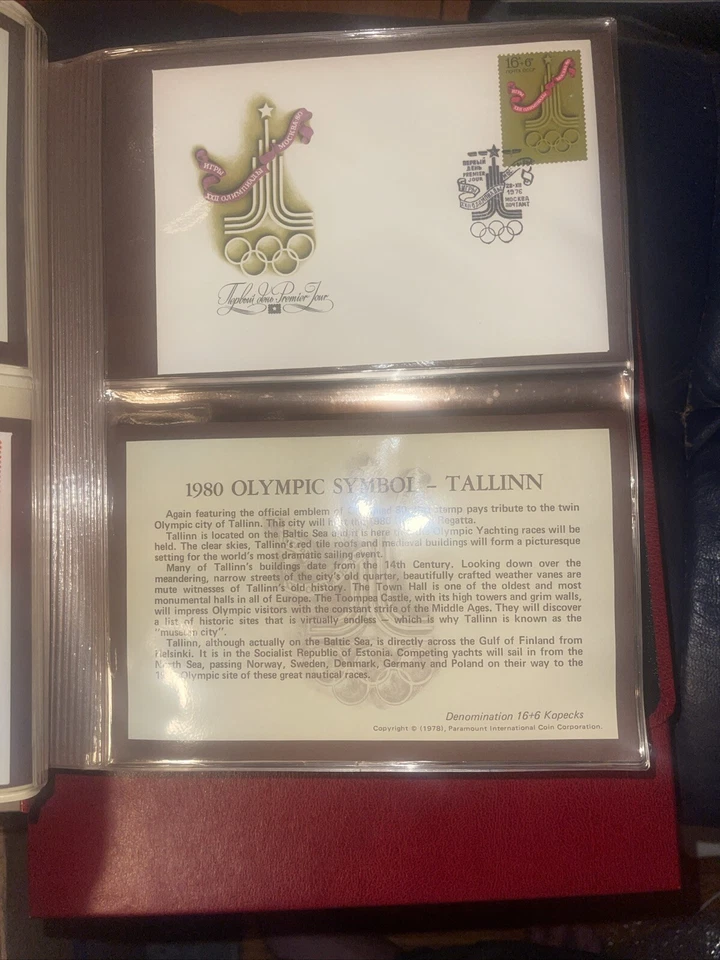 16+6
ПОЧТА СССР
ИГРЫ
XXII ОЛИМПИАДЫ
МОСКВА 80
ПЕРВЫЙ
ДЕНЬ
PREMIER
JOUR
ИГРЫ
28-XII
1976
МОСКВА
ПОЧТАМТ
Первый день Premier Jour
1980 OLYMPIC SYMBOL – TALLINN
Again featuring the official emblem of stamp pays tribute to the twin
Olympic city of Tallinn. This city will Regatta.
Tallinn is located on the Baltic Sea and it is here Olympic Yachting races will be
held. The clear skies, Tallinn's red tile roofs and medieval buildings will form a picturesque
setting for the world's most dramatic sailing event.
Many of Tallinn's buildings date from the 14th Century. Looking down over the
meandering, narrow streets of the city's old quarter, beautifully crafted weather vanes are
mute witnesses of Tallinn's old history. The Town Hall is one of the oldest and most
monumental halls in all of Europe. The Toompea Castle, with its high towers and grim walls,
will impress Olympic visitors with the constant strife of the Middle Ages. They will discover
a list of historic sites that is virtually endless – which is why Tallinn is known as the
"museum city".
Tallinn, although actually on the Baltic Sea, is directly across the Gulf of Finland from
Helsinki. It is in the Socialist Republic of Estonia. Competing yachts will sail in from the
North Sea, passing Norway, Sweden, Denmark, Germany and Poland on their way to the
Olympic site of these great nautical races.
Denomination 16+6 Kopecks
Copyright © (1978), Paramount International Coin Corporation.